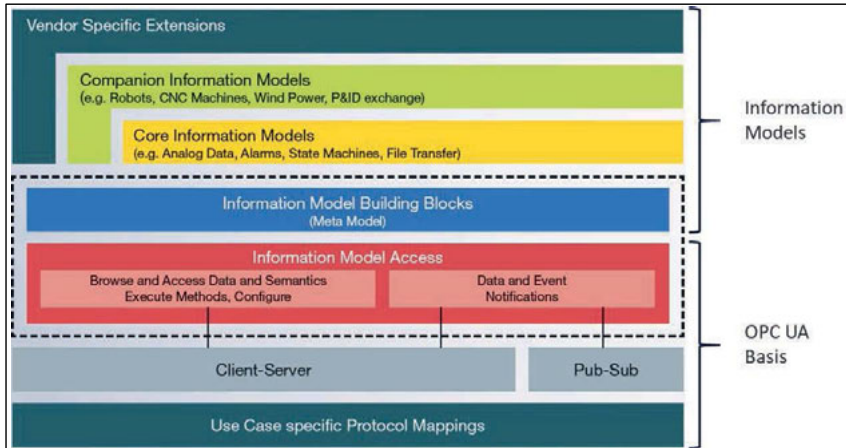 Vendor Specific Extensions
Companion Information Models
(e.g. Robots, CNC Machines, Wind Power, P&ID exchange)
Core Information Models
(e.g. Analog Data, Alarms, State Machines, File Transfer)
Information Model Building Blocks
(Meta Model)
Information Model Access
Browse and Access Data and Semantics
Execute Methods, Configure
Data and Event
Notifications
Client-Server
Pub-Sub
Use Case specific Protocol Mappings
Information
Models
OPC UA
Basis